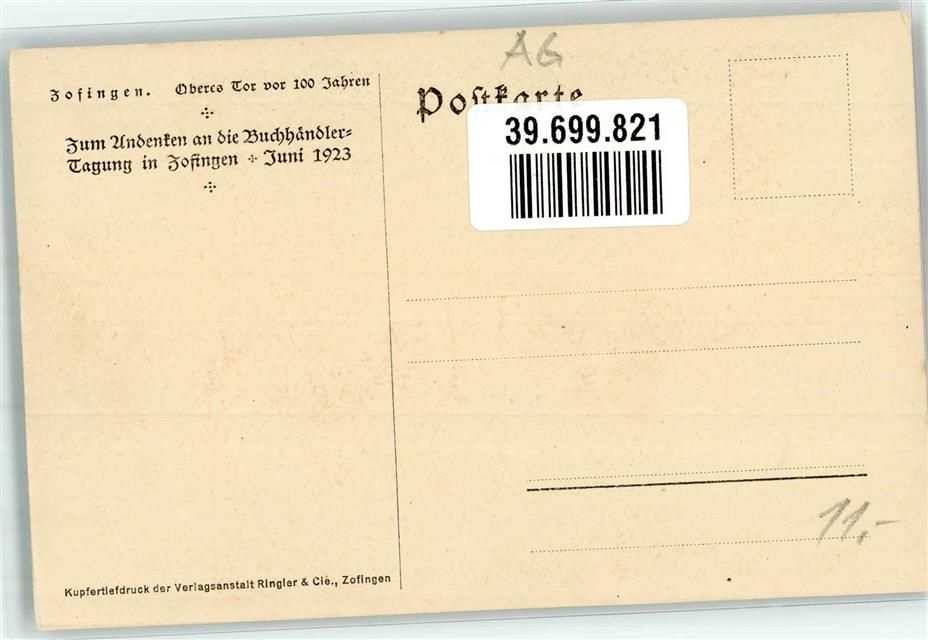 AG
Zofingen. Oberes Tor vor 100 Jahren
Zum Andenken an die Buchhändler=
Tagung in Zofingen Juni 1923
Postkarte
39.699.821
11,-
Kupfertiefdruck der Verlagsanstalt Ringier & Cie., Zofingen